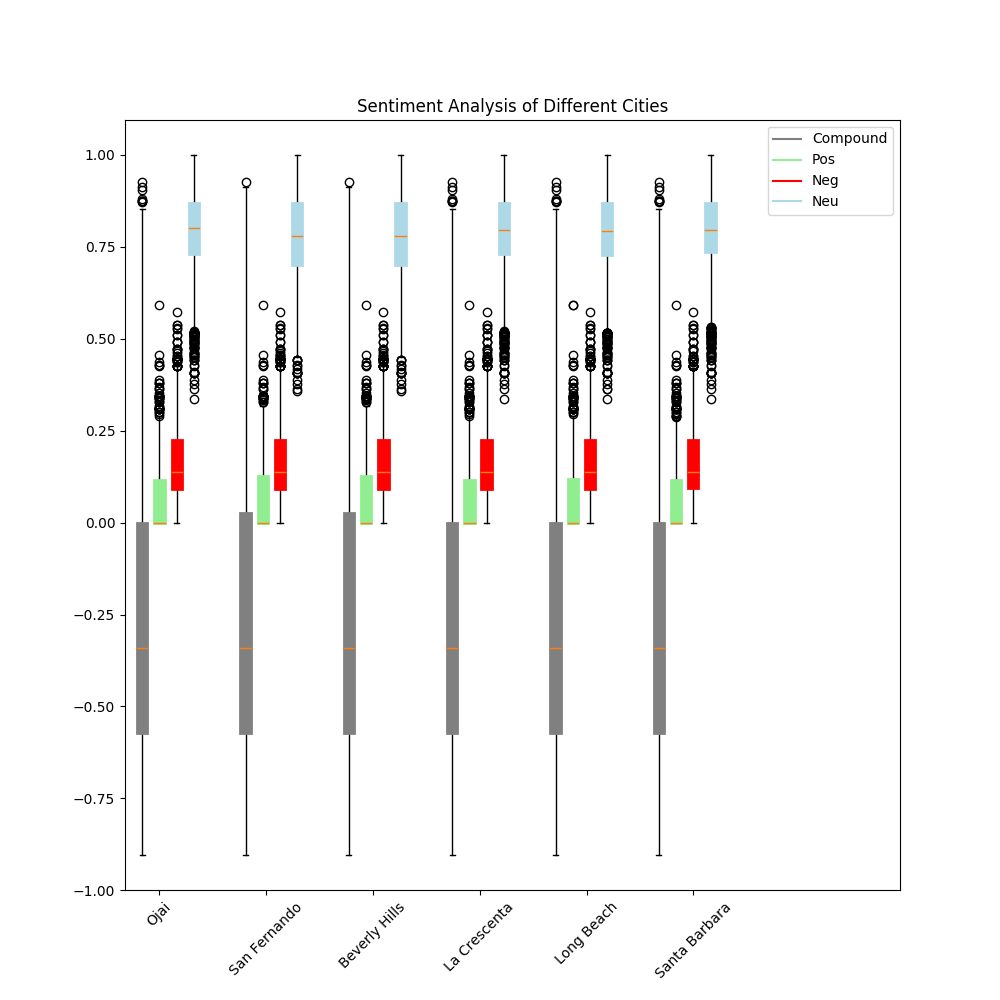 Sentiment Analysis of Different Cities
Compound
Pos
Neg
Neu
1.00
0.75
0.50
0.25
0.00
−0.25
−0.50
−0.75
−1.00
Ojai
San Fernando
Beverly Hills
La Crescenta
Long Beach
Santa Barbara